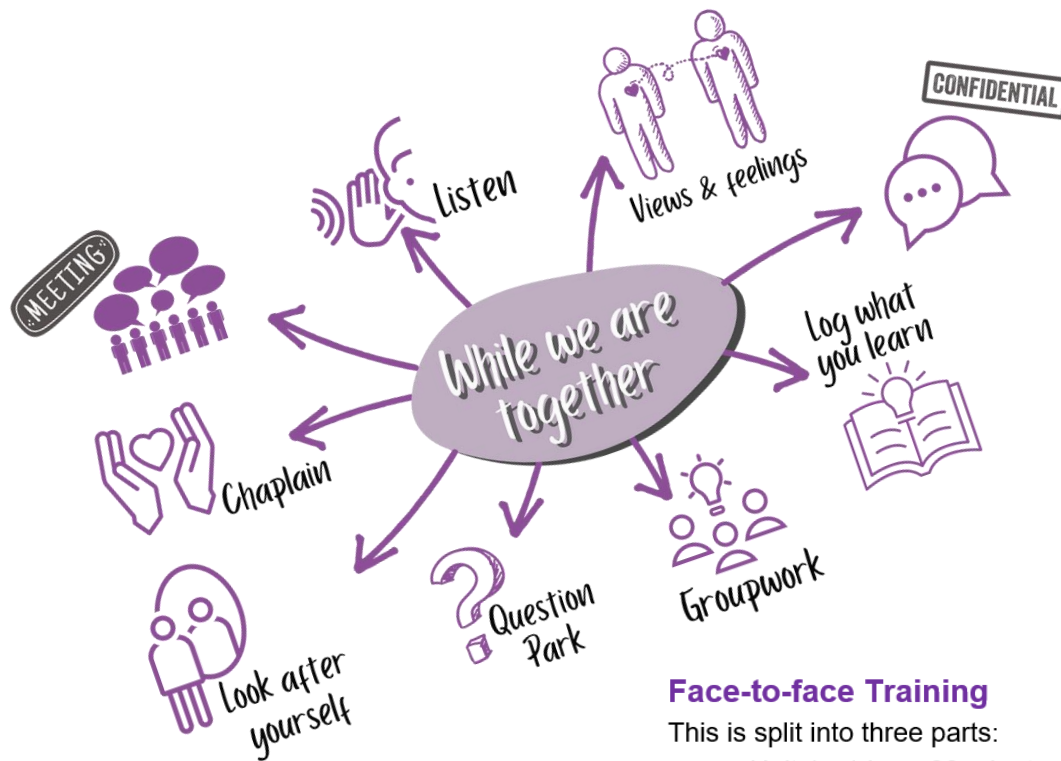 While we are
together
Views & feelings
CONFIDENTIAL
Log what
you learn
Groupwork
Question
Park
Look after
yourself
Chaplain
MEETING
Listen
Face-to-face Training
This is split into three parts: